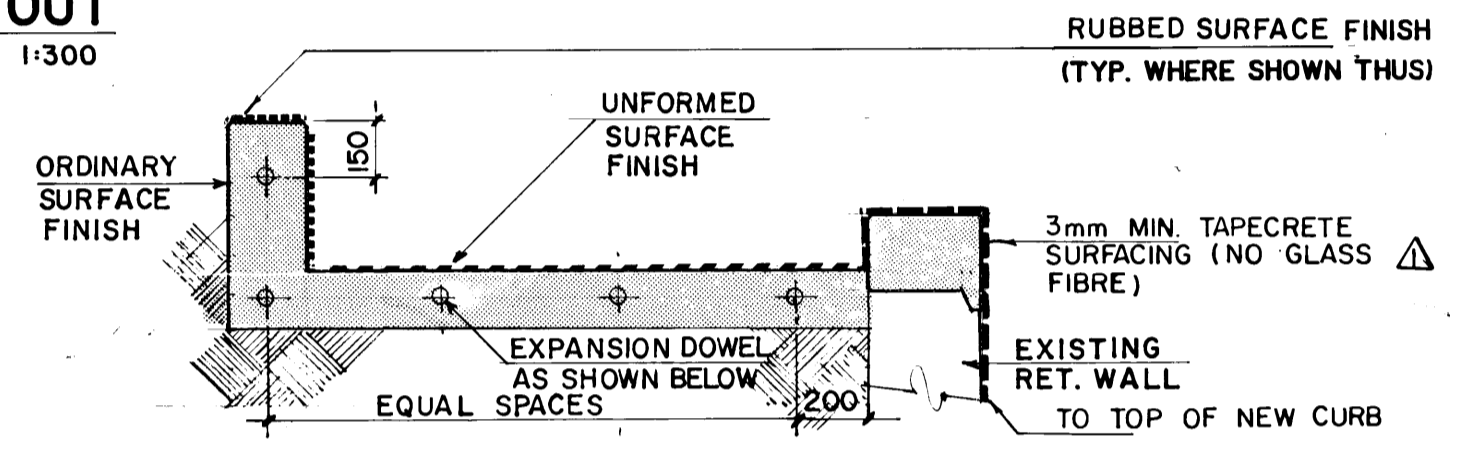 OUT
1:300
RUBBED SURFACE FINISH
(TYP. WHERE SHOWN THUS)
UNFORMED
SURFACE
FINISH
150
ORDINARY
SURFACE
FINISH
3mm MIN. TAPECRETE
SURFACING (NO GLASS
FIBRE)
1
EXPANSION DOWEL
AS SHOWN BELOW
EXISTING
RET. WALL
EQUAL SPACES
200
TO TOP OF NEW CURB